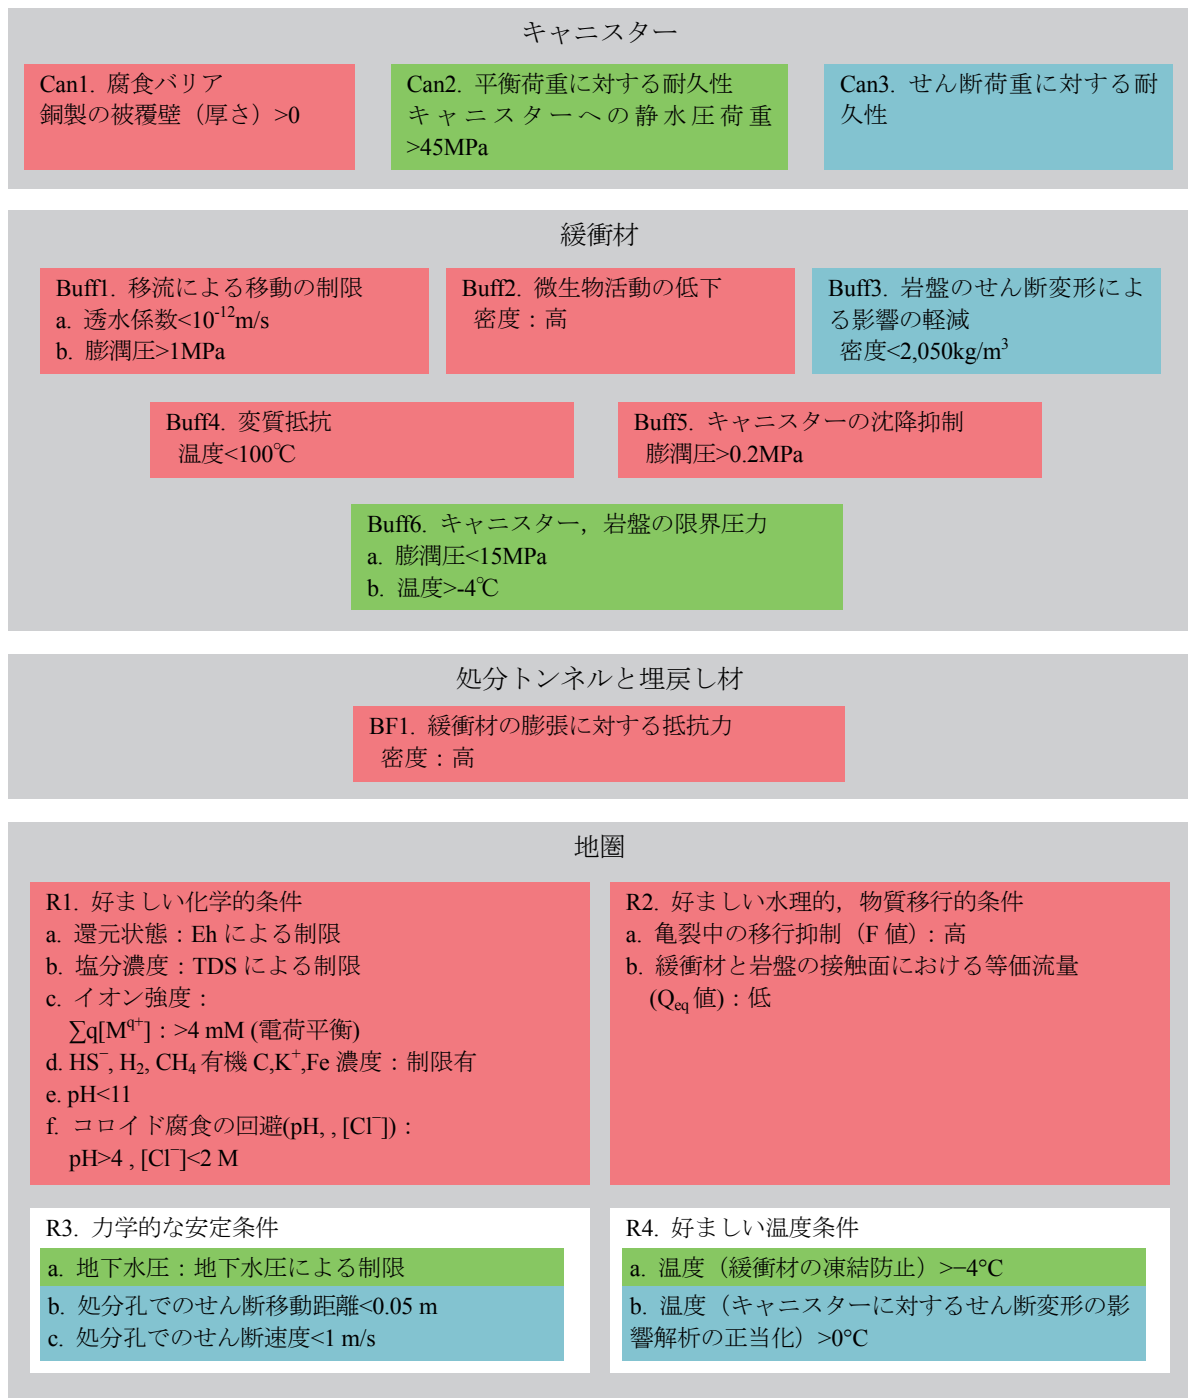 キャニスター
Can1. 腐食バリア
銅製の被覆壁（厚さ）>0
Can2. 平衡荷重に対する耐久性
キャニスターへの静水圧荷重
>45MPa
Can3. せん断荷重に対する耐
久性
緩衝材
Buff1. 移流による移動の制限
a. 透水係数<10⁻¹²m/s
b. 膨潤圧>1MPa
Buff2. 微生物活動の低下
密度：高
Buff3. 岩盤のせん断変形によ
る影響の軽減
密度<2,050kg/m³
Buff4. 変質抵抗
温度<100℃
Buff5. キャニスターの沈降抑制
膨潤圧>0.2MPa
Buff6. キャニスター，岩盤の限界圧力
a. 膨潤圧<15MPa
b. 温度>-4℃
処分トンネルと埋戻し材
BF1. 緩衝材の膨張に対する抵抗力
密度：高
地圏
R1. 好ましい化学的条件
a. 還元状態：Eh による制限
b. 塩分濃度：TDS による制限
c. イオン強度：
∑q[M^q+]：>4 mM (電荷平衡)
d. HS⁻, H₂, CH₄ 有機 C,K⁺,Fe 濃度：制限有
e. pH<11
f. コロイド腐食の回避(pH, , [Cl⁻])：
pH>4 , [Cl⁻]<2 M
R2. 好ましい水理的，物質移行的条件
a. 亀裂中の移行抑制（F 値）：高
b. 緩衝材と岩盤の接触面における等価流量
(Q_eq 値)：低
R3. 力学的な安定条件
a. 地下水圧：地下水圧による制限
b. 処分孔でのせん断移動距離<0.05 m
c. 処分孔でのせん断速度<1 m/s
R4. 好ましい温度条件
a. 温度（緩衝材の凍結防止）>−4°C
b. 温度（キャニスターに対するせん断変形の影
響解析の正当化）>0°C